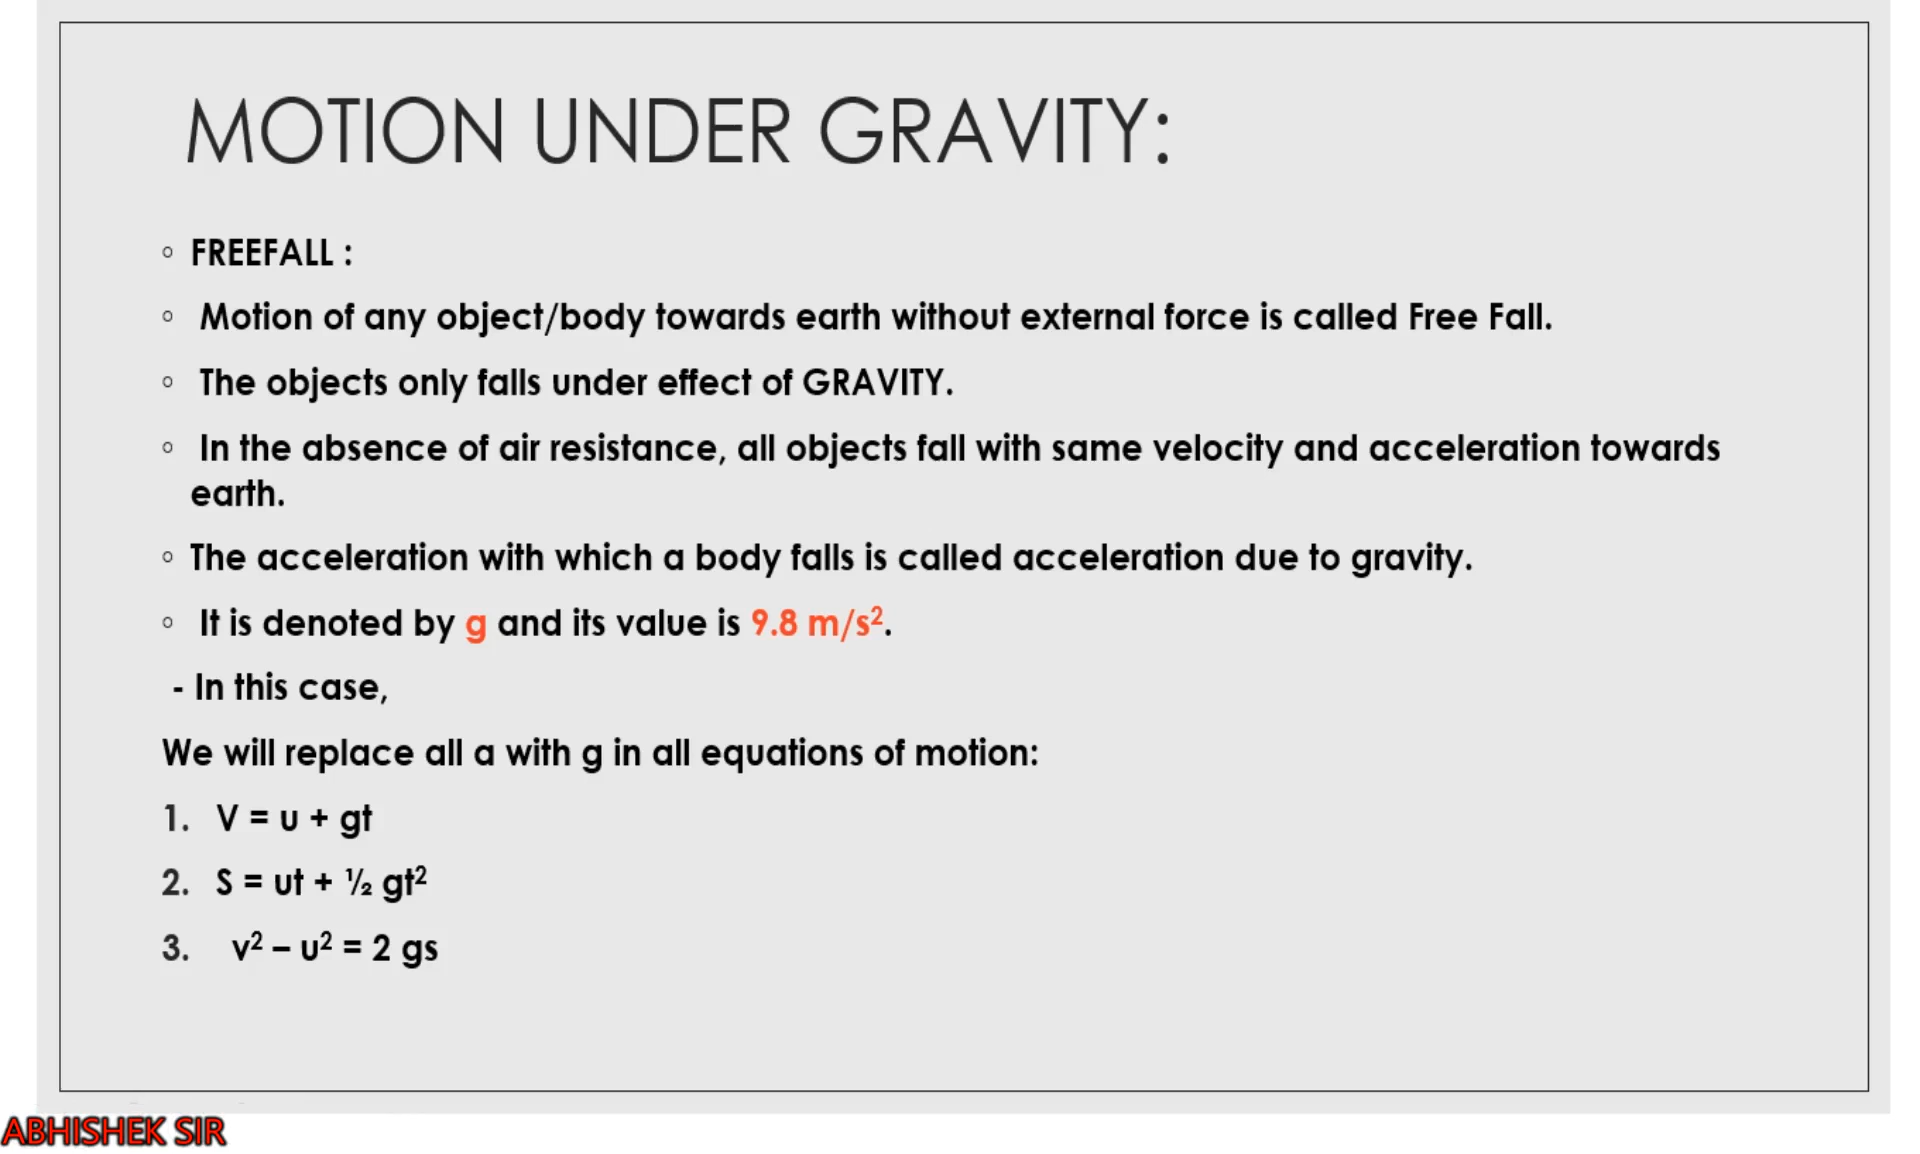 MOTION UNDER GRAVITY:
◦ FREEFALL :
◦ Motion of any object/body towards earth without external force is called Free Fall.
◦ The objects only falls under effect of GRAVITY.
◦ In the absence of air resistance, all objects fall with same velocity and acceleration towards
earth.
◦ The acceleration with which a body falls is called acceleration due to gravity.
◦ It is denoted by g and its value is 9.8 m/s².
- In this case,
We will replace all a with g in all equations of motion:
1. V = u + gt
2. S = ut + ½ gt²
3. v² – u² = 2 gs
ABHISHEK SIR